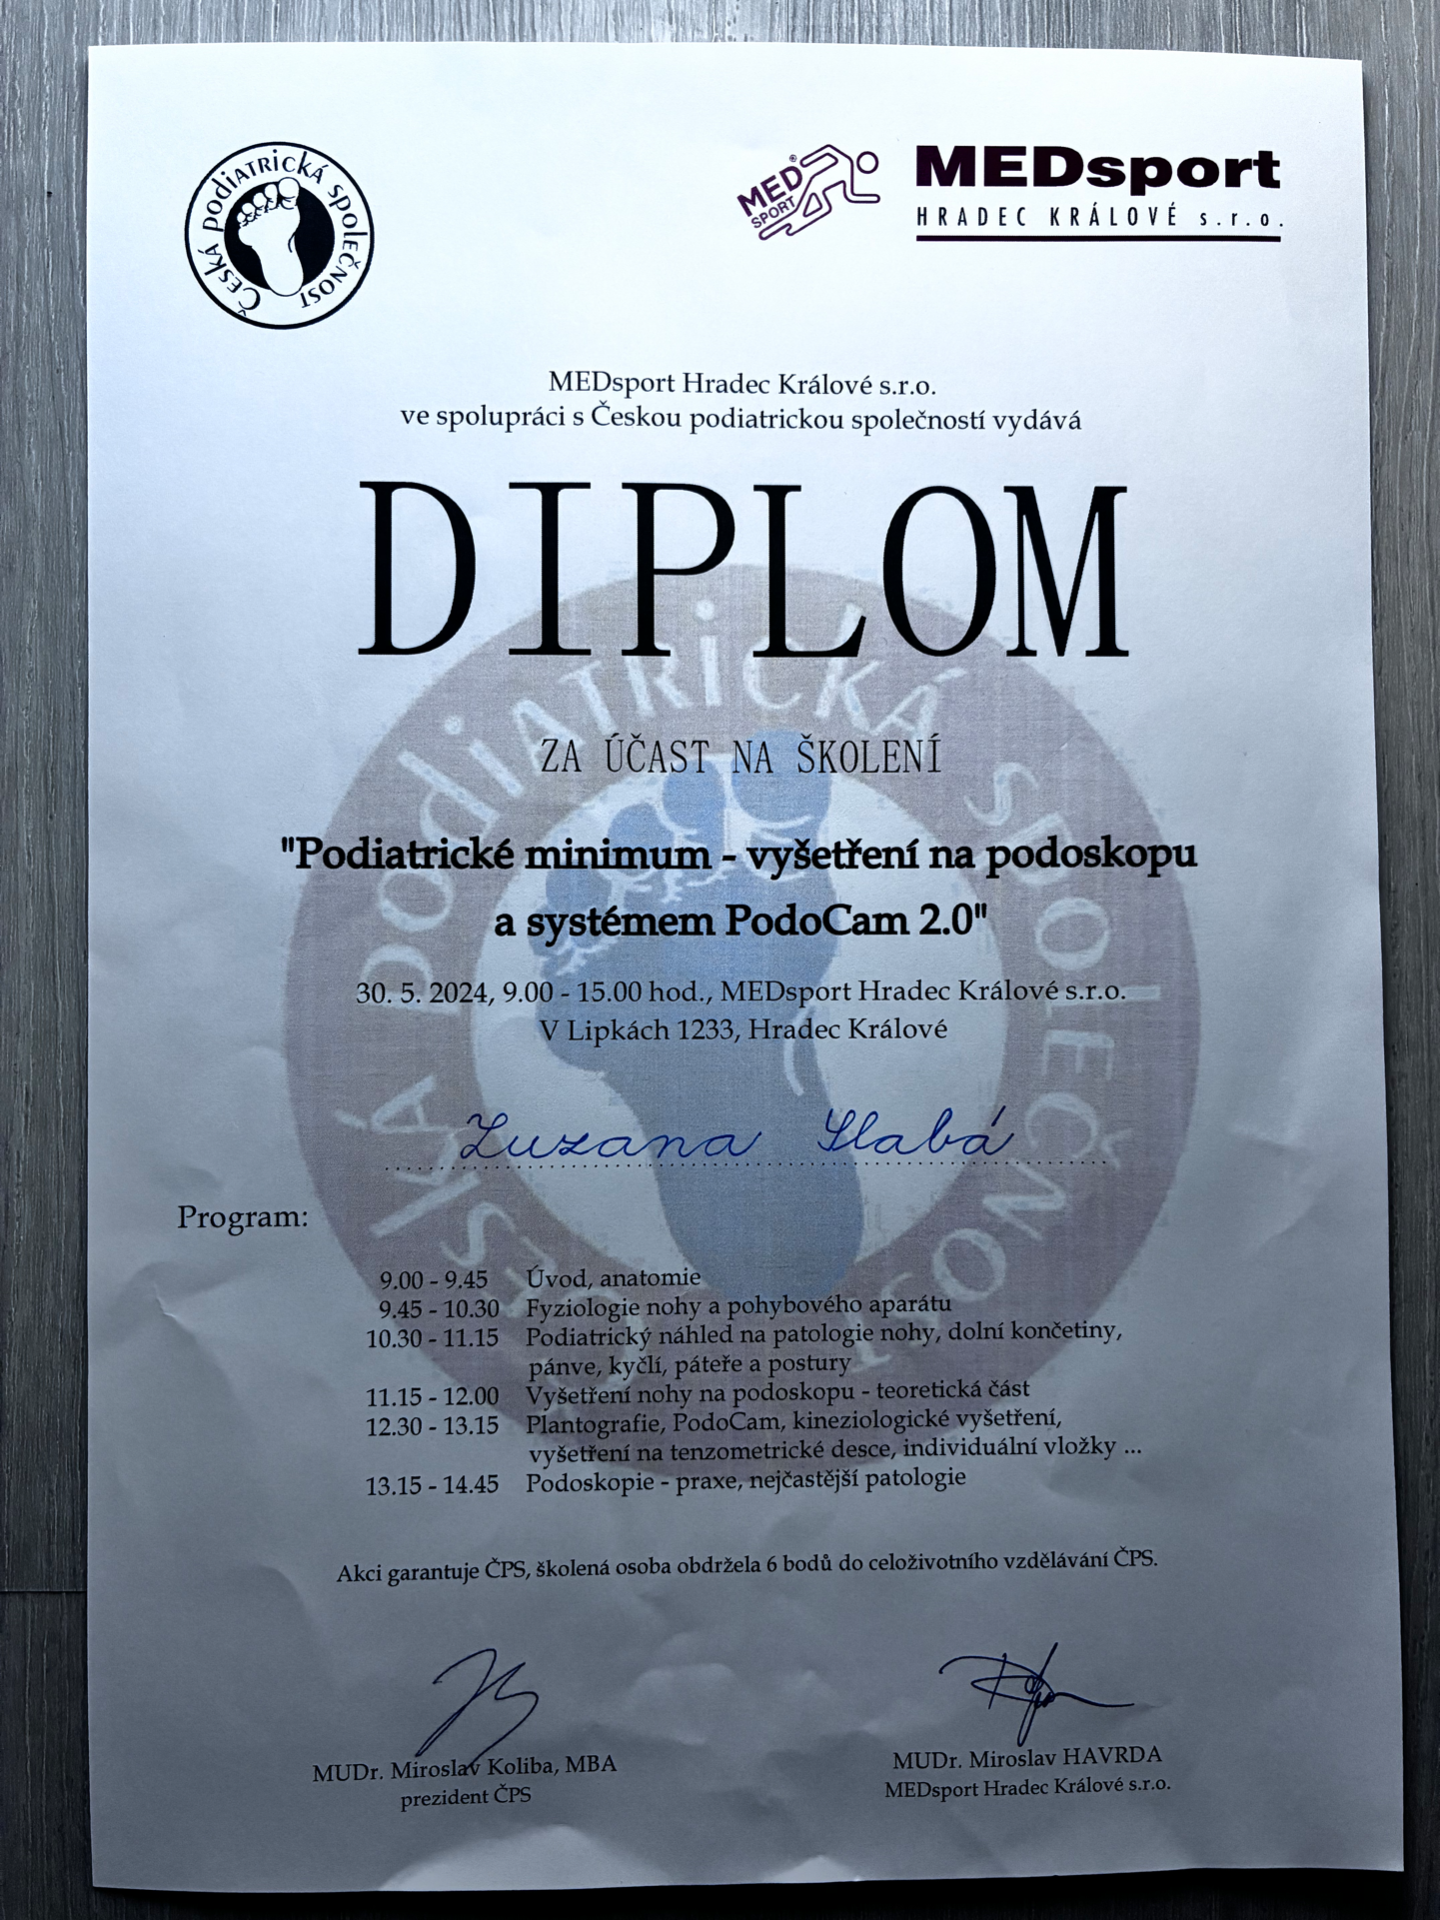 ČESKÁ PODIATRICKÁ SPOLEČNOST
MED SPORT ®
MEDsport
HRADEC KRÁLOVÉ s.r.o.
MEDsport Hradec Králové s.r.o.
ve spolupráci s Českou podiatrickou společností vydává
DIPLOM
ZA ÚČAST NA ŠKOLENÍ
"Podiatrické minimum - vyšetření na podoskopu
a systémem PodoCam 2.0"
30. 5. 2024, 9.00 - 15.00 hod., MEDsport Hradec Králové s.r.o.
V Lipkách 1233, Hradec Králové
Zuzana Slabá
Program:
9.00 - 9.45 Úvod, anatomie
9.45 - 10.30 Fyziologie nohy a pohybového aparátu
10.30 - 11.15 Podiatrický náhled na patologie nohy, dolní končetiny,
pánve, kyčlí, páteře a postury
11.15 - 12.00 Vyšetření nohy na podoskopu - teoretická část
12.30 - 13.15 Plantografie, PodoCam, kineziologické vyšetření,
vyšetření na tenzometrické desce, individuální vložky ...
13.15 - 14.45 Podoskopie - praxe, nejčastější patologie
Akci garantuje ČPS, školená osoba obdržela 6 bodů do celoživotního vzdělávání ČPS.
MUDr. Miroslav Koliba, MBA
prezident ČPS
MUDr. Miroslav HAVRDA
MEDsport Hradec Králové s.r.o.
ČESKÁ PODIATRICKÁ SPOLEČNOST